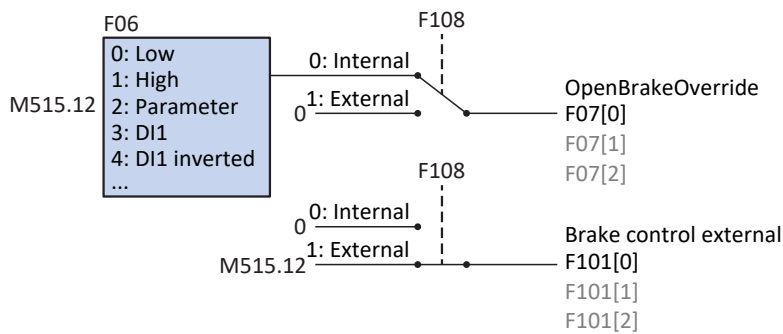 F06
F108
0: Low
1: High
2: Parameter
3: DI1
4: DI1 inverted
...
M515.12
0: Internal
1: External
0
OpenBrakeOverride
F07[0]
F07[1]
F07[2]
F108
0: Internal
0
1: External
M515.12
Brake control external
F101[0]
F101[1]
F101[2]